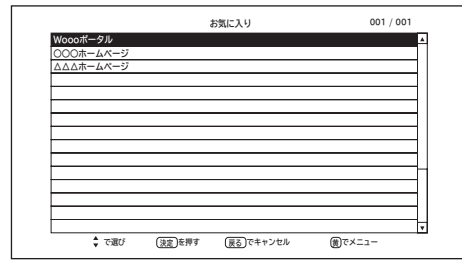 お気に入り 001 / 001
Woooポータル
○○○ホームページ
△△△ホームページ
で選び 決定を押す 戻るでキャンセル 黄でメニュー